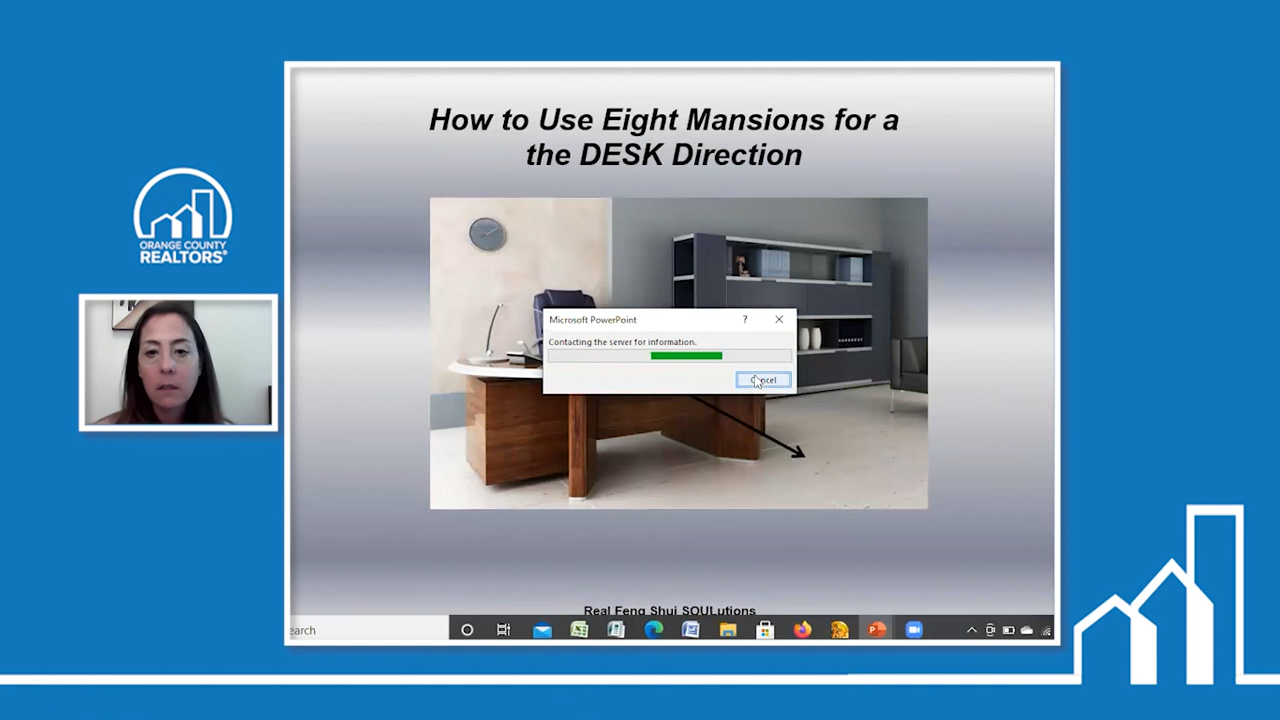 How to Use Eight Mansions for a
the DESK Direction
ORANGE COUNTY
REALTORS®
Microsoft PowerPoint
?
Contacting the server for information.
Real Feng Shui SOULutions
earch